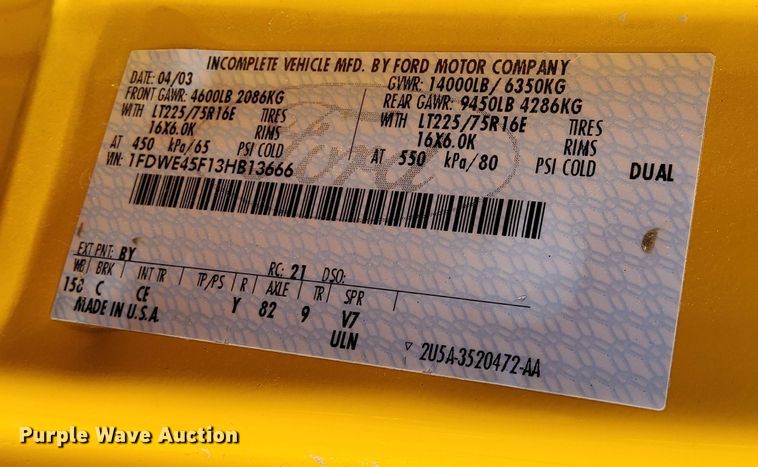 INCOMPLETE VEHICLE MFD. BY FORD MOTOR COMPANY
DATE: 04/03 GVWR: 14000LB/ 6350KG
FRONT GAWR: 4600LB 2086KG REAR GAWR: 9450LB 4286KG
WITH LT225/75R16E TIRES WITH LT225/75R16E TIRES
16X6.0K RIMS 16X6.0K RIMS
AT 450 kPa/65 PSI COLD AT 550 kPa/80 PSI COLD DUAL
VIN: 1FDWE45F13HB13666
Ford
EXT PNT: BY RC: 21 DSO:
WB BRK INT TR TP/PS R AXLE TR SPR
158 C CE Y 82 9 V7
MADE IN U.S.A. ULN
▽ 2U5A-3520472-AA
Purple Wave Auction